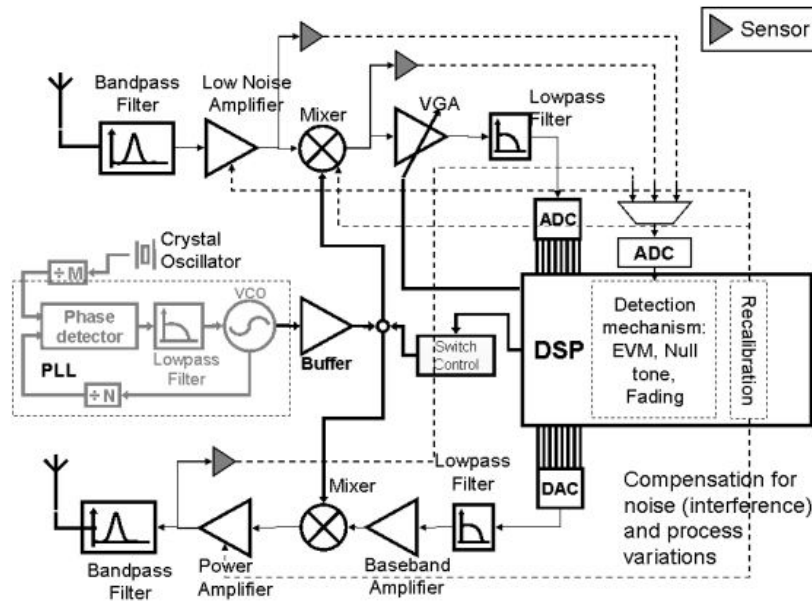 Sensor
Bandpass
Filter
Low Noise
Amplifier
Mixer
VGA
Lowpass
Filter
ADC
ADC
Crystal
Oscillator
÷M
Phase
detector
Lowpass
Filter
VCO
PLL
÷N
Buffer
Switch
Control
DSP
Detection
mechanism:
EVM, Null
tone,
Fading
Recalibration
Bandpass
Filter
Power
Amplifier
Mixer
Baseband
Amplifier
Lowpass
Filter
DAC
Compensation for
noise (interference)
and process
variations